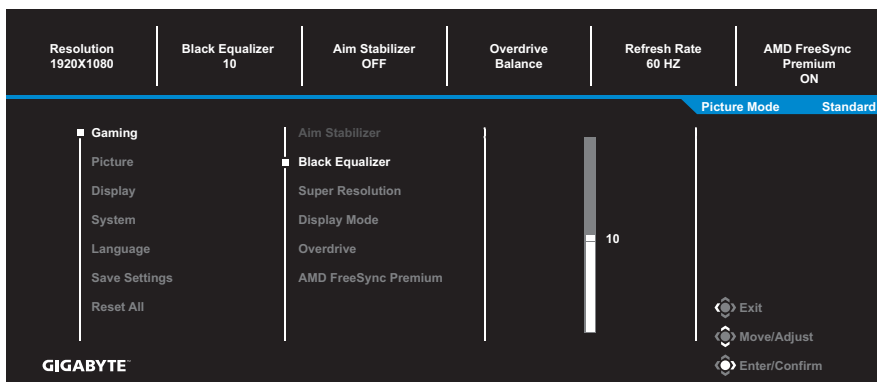 Resolution
1920X1080
Black Equalizer
10
Aim Stabilizer
OFF
Overdrive
Balance
Refresh Rate
60 HZ
AMD FreeSync
Premium
ON
Picture Mode Standard
Gaming
Picture
Display
System
Language
Save Settings
Reset All
Aim Stabilizer
Black Equalizer
Super Resolution
Display Mode
Overdrive
AMD FreeSync Premium
10
Exit
Move/Adjust
Enter/Confirm
GIGABYTE™